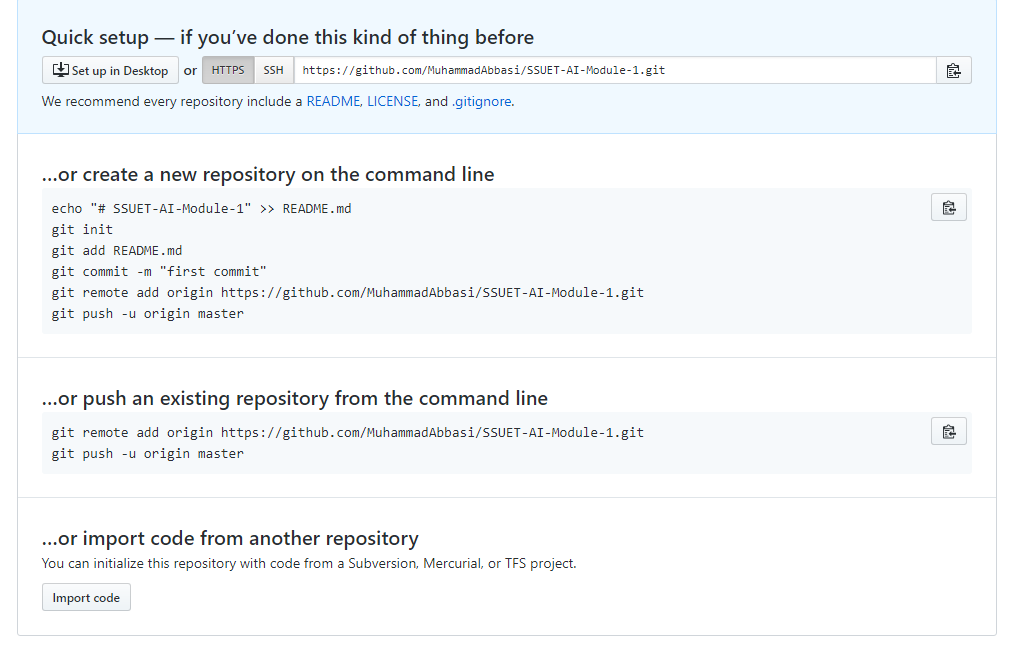 Quick setup — if you’ve done this kind of thing before
Set up in Desktop or HTTPS SSH https://github.com/MuhammadAbbasi/SSUET-AI-Module-1.git
We recommend every repository include a README, LICENSE, and .gitignore.
…or create a new repository on the command line
echo "# SSUET-AI-Module-1" >> README.md
git init
git add README.md
git commit -m "first commit"
git remote add origin https://github.com/MuhammadAbbasi/SSUET-AI-Module-1.git
git push -u origin master
…or push an existing repository from the command line
git remote add origin https://github.com/MuhammadAbbasi/SSUET-AI-Module-1.git
git push -u origin master
…or import code from another repository
You can initialize this repository with code from a Subversion, Mercurial, or TFS project.
Import code